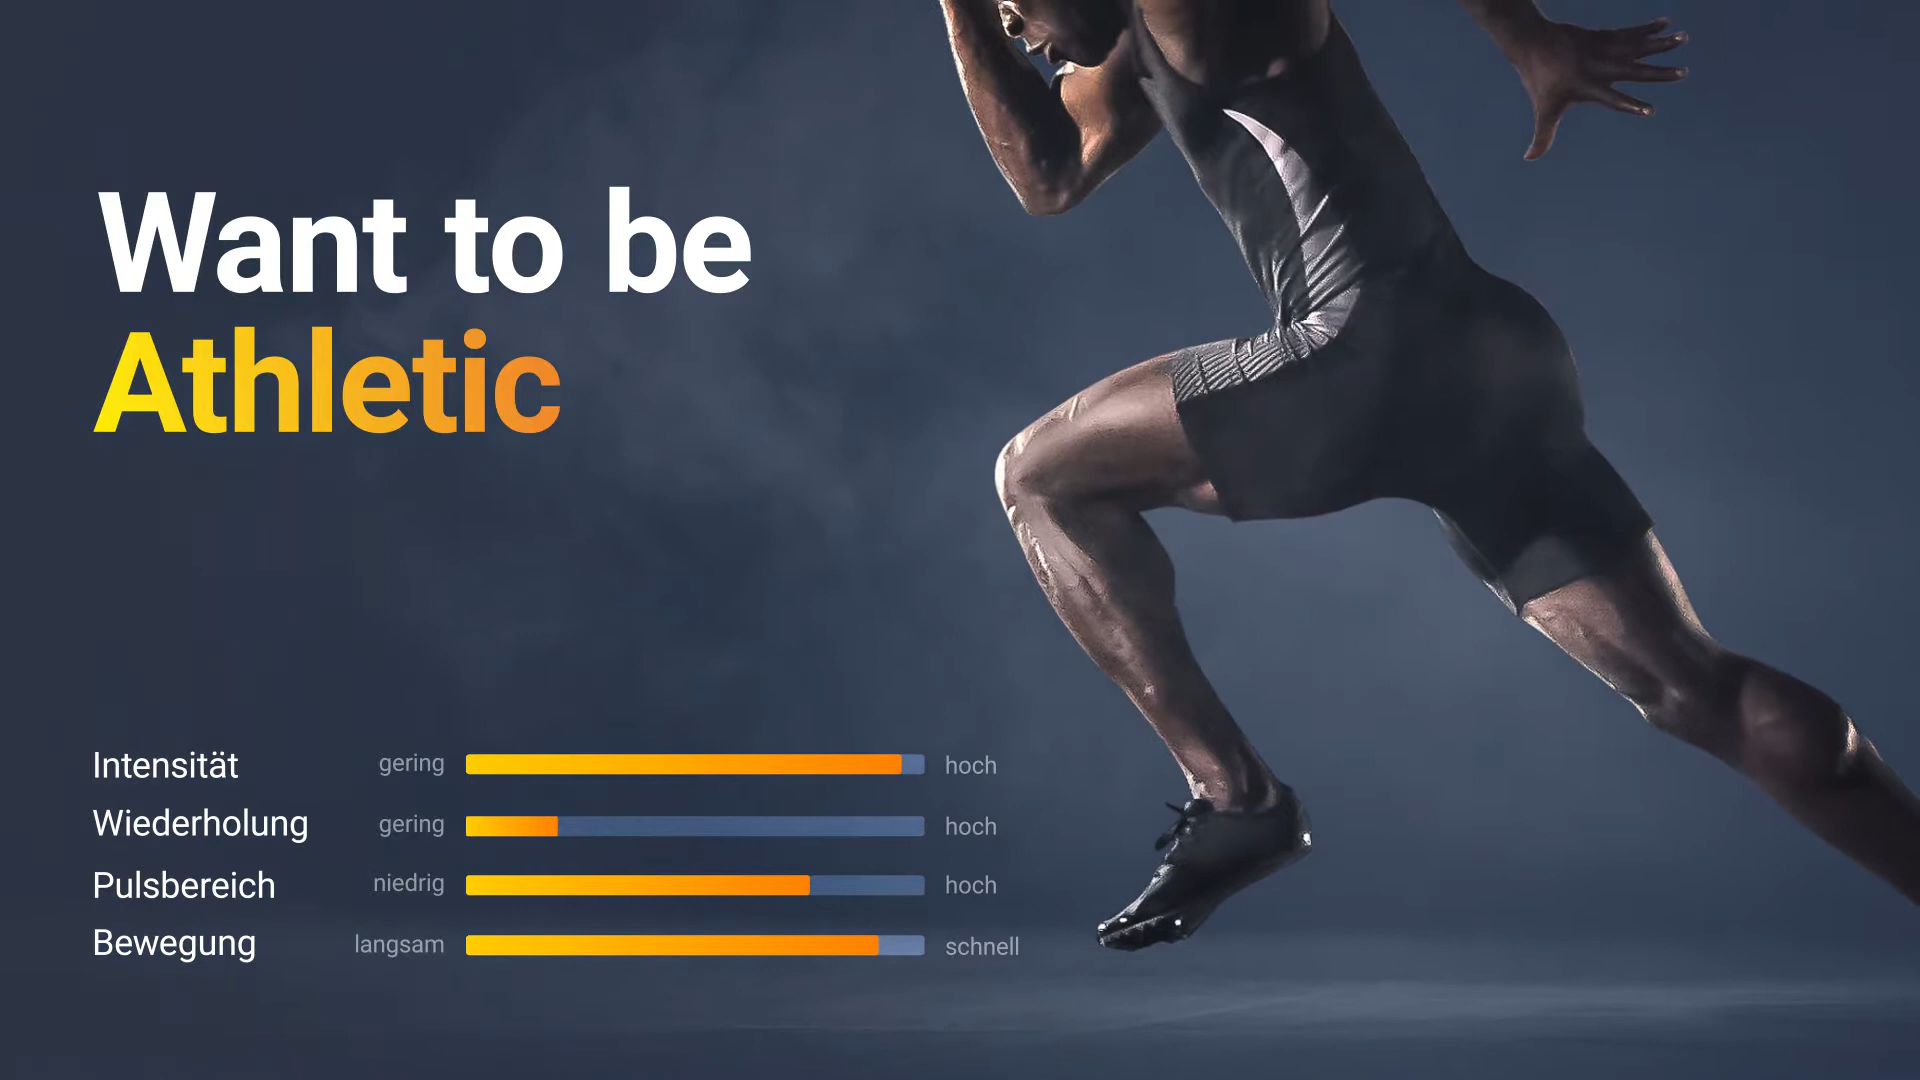 Want to be
Athletic
Intensität gering hoch
Wiederholung gering hoch
Pulsbereich niedrig hoch
Bewegung langsam schnell